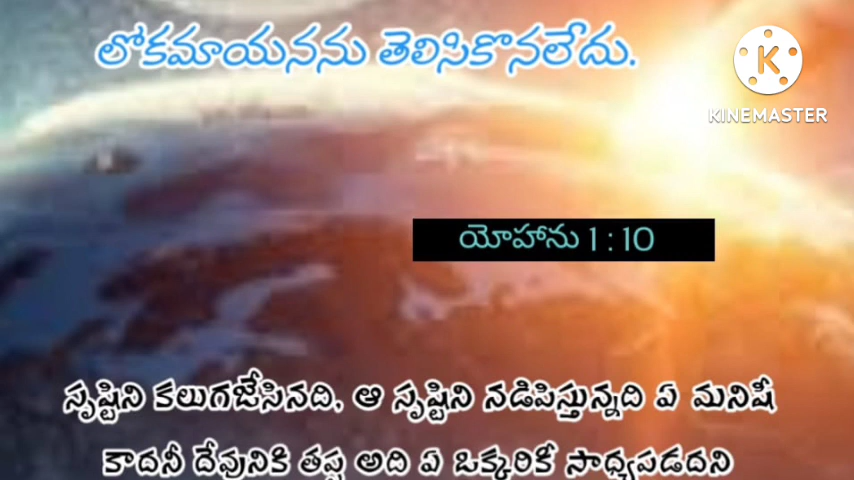 లోకమాయనను తెలిసికొనలేదు.
KINEMASTER
యోహాను 1 : 10
సృష్టిని కలుగజేసినది, ఆ సృష్టిని నడిపిస్తున్నది ఏ మనిషీ
కాదనీ దేవునికి తప్ప అది ఏ ఒక్కరికీ సాధ్యపడదని